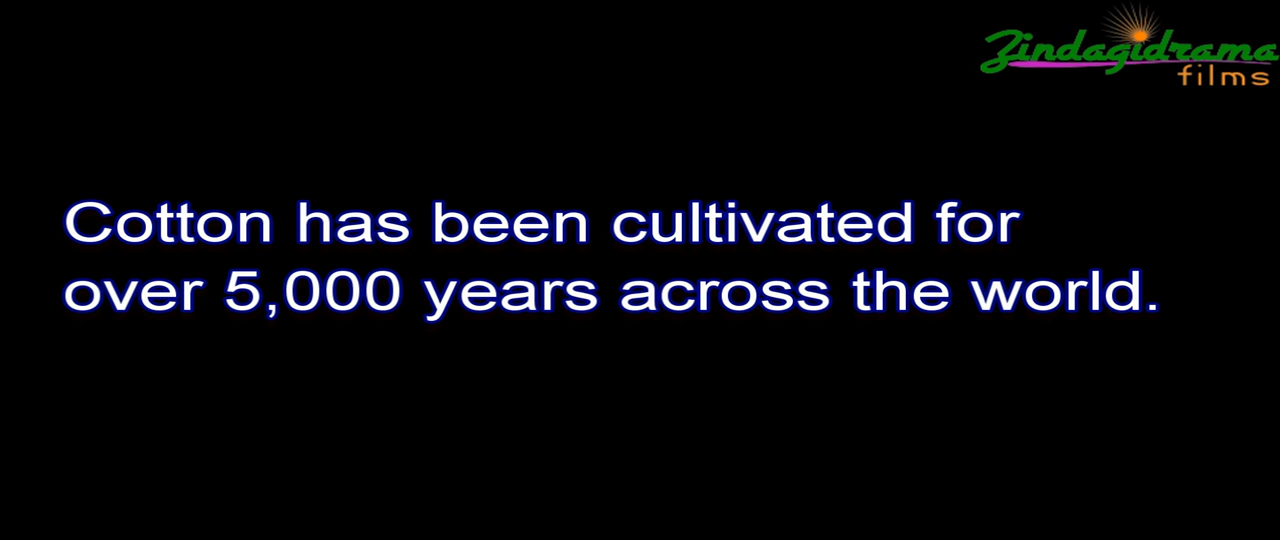 Zindagidrama
films
Cotton has been cultivated for
over 5,000 years across the world.